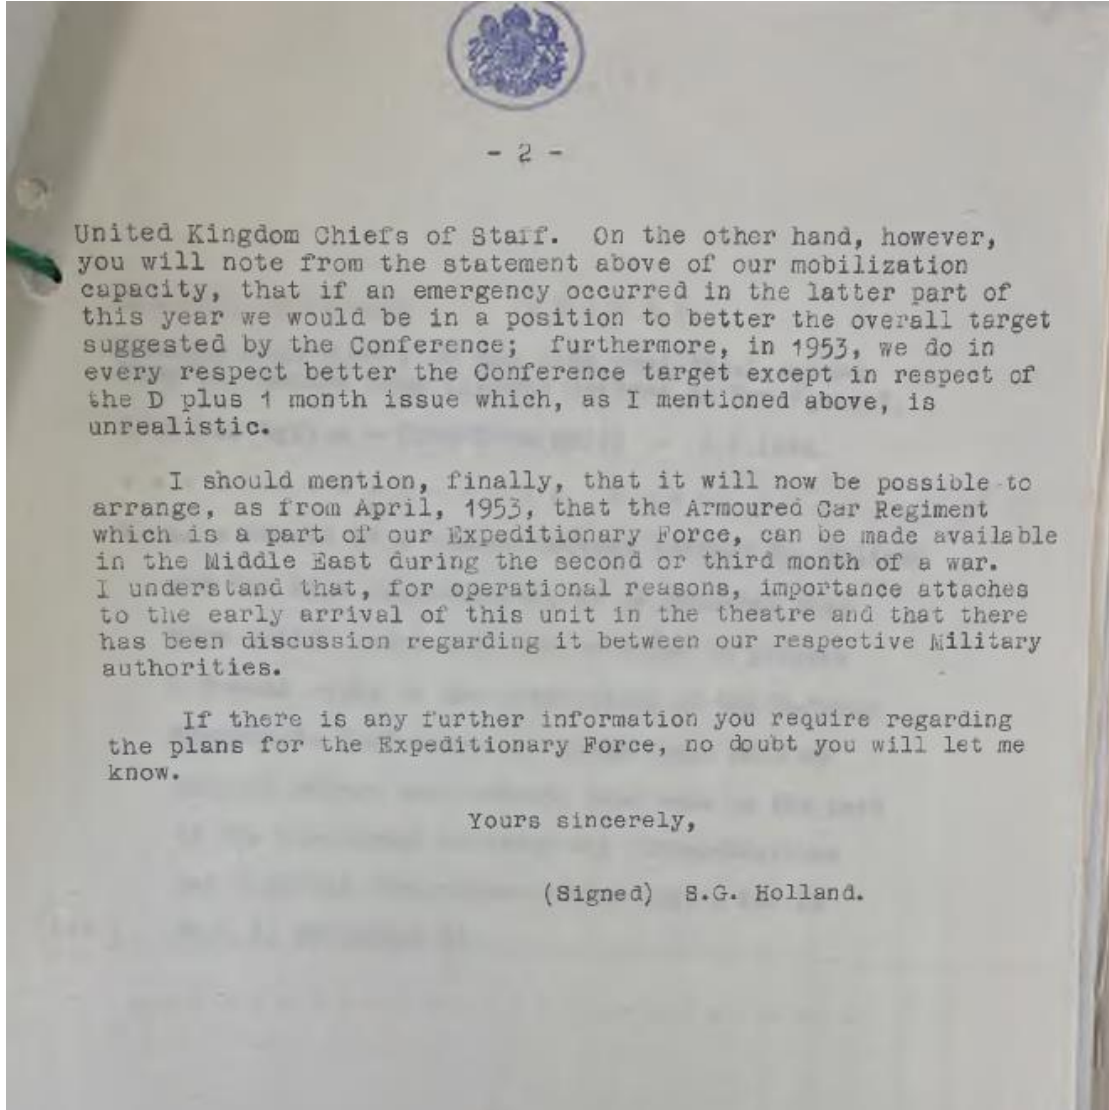 - 2 -
United Kingdom Chiefs of Staff. On the other hand, however,
you will note from the statement above of our mobilization
capacity, that if an emergency occurred in the latter part of
this year we would be in a position to better the overall target
suggested by the Conference; furthermore, in 1953, we do in
every respect better the Conference target except in respect of
the D plus 1 month issue which, as I mentioned above, is
unrealistic.
I should mention, finally, that it will now be possible to
arrange, as from April, 1953, that the Armoured Car Regiment
which is a part of our Expeditionary Force, can be made available
in the Middle East during the second or third month of a war.
I understand that, for operational reasons, importance attaches
to the early arrival of this unit in the theatre and that there
has been discussion regarding it between our respective Military
authorities.
If there is any further information you require regarding
the plans for the Expeditionary Force, no doubt you will let me
know.
Yours sincerely,
(Signed) S.G. Holland.